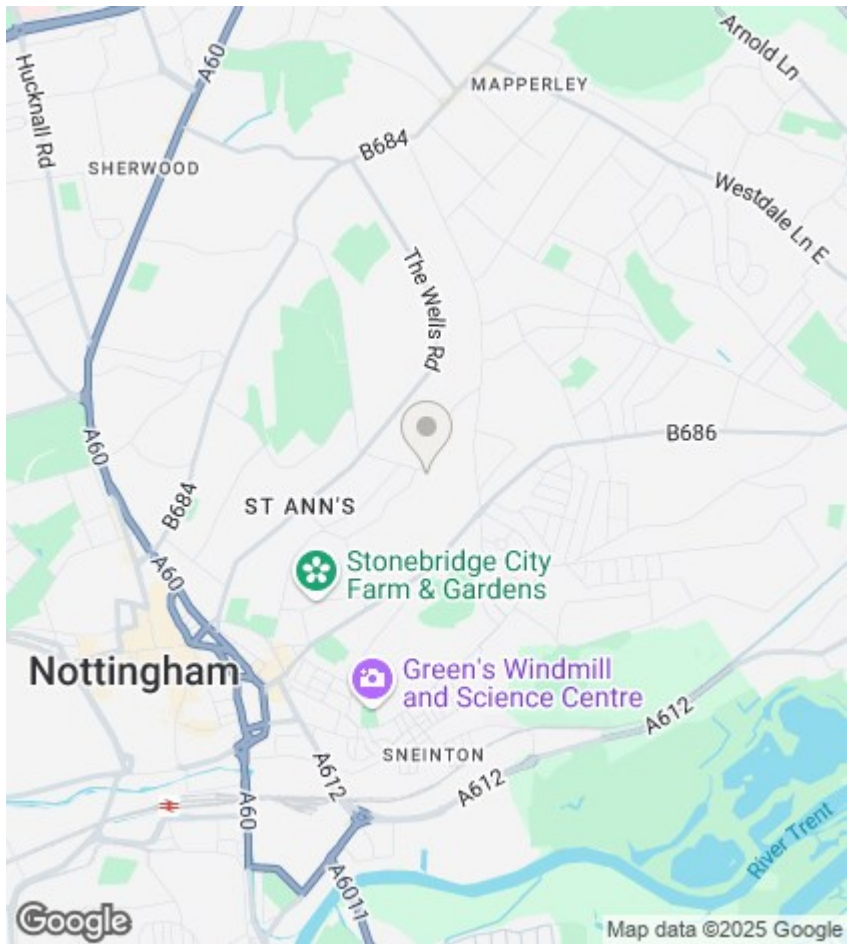 Arnold Ln
A60
Hucknall Rd
MAPPERLEY
B684
SHERWOOD
Westdale Ln E
The Wells Rd
A60
B686
B684
ST ANN'S
A60
Stonebridge City
Farm & Gardens
Nottingham
Green's Windmill
and Science Centre
A612
SNEINTON
A612
A612
A60
River Trent
A6011
Google
Map data ©2025 Google